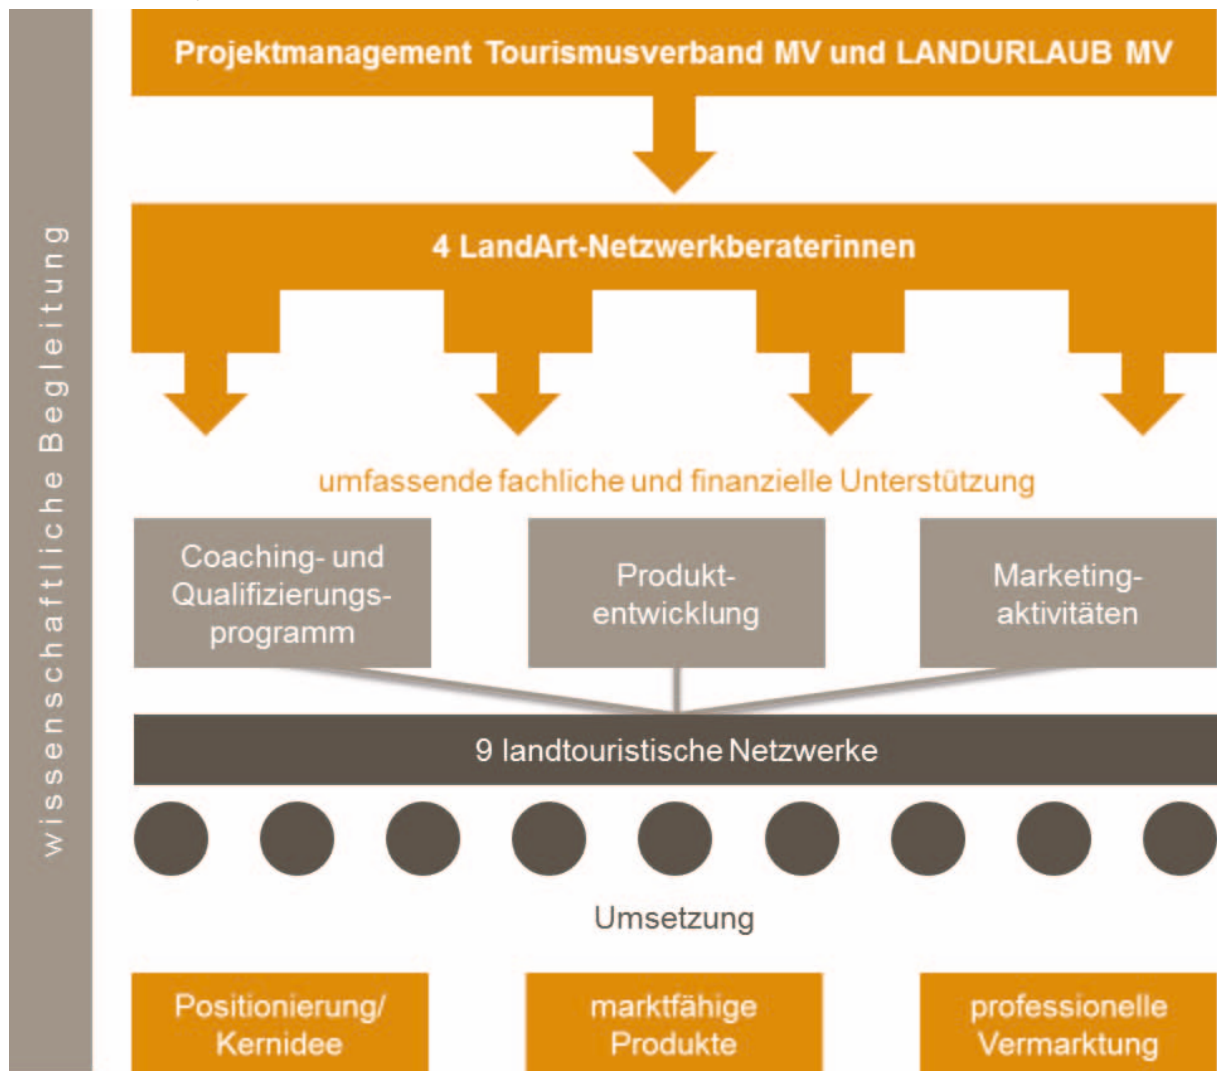 wissenschaftliche Begleitung
Projektmanagement Tourismusverband MV und LANDURLAUB MV
4 LandArt-Netzwerkberaterinnen
umfassende fachliche und finanzielle Unterstützung
Coaching- und
Qualifizierungs-
programm
Produkt-
entwicklung
Marketing-
aktivitäten
9 landtouristische Netzwerke
Umsetzung
Positionierung/
Kernidee
marktfähige
Produkte
professionelle
Vermarktung